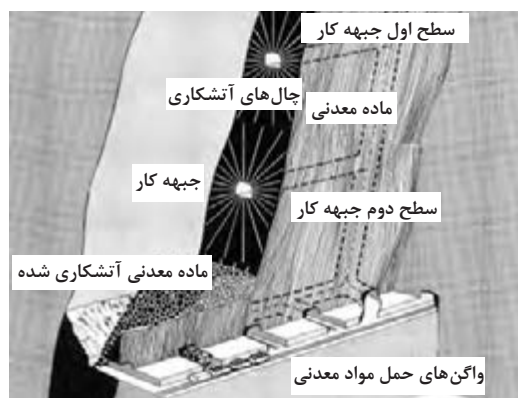 سطح اول جبهه کار
چال‌های آتشکاری
ماده معدنی
جبهه کار
سطح دوم جبهه کار
ماده معدنی آتشکاری شده
واگن‌های حمل مواد معدنی